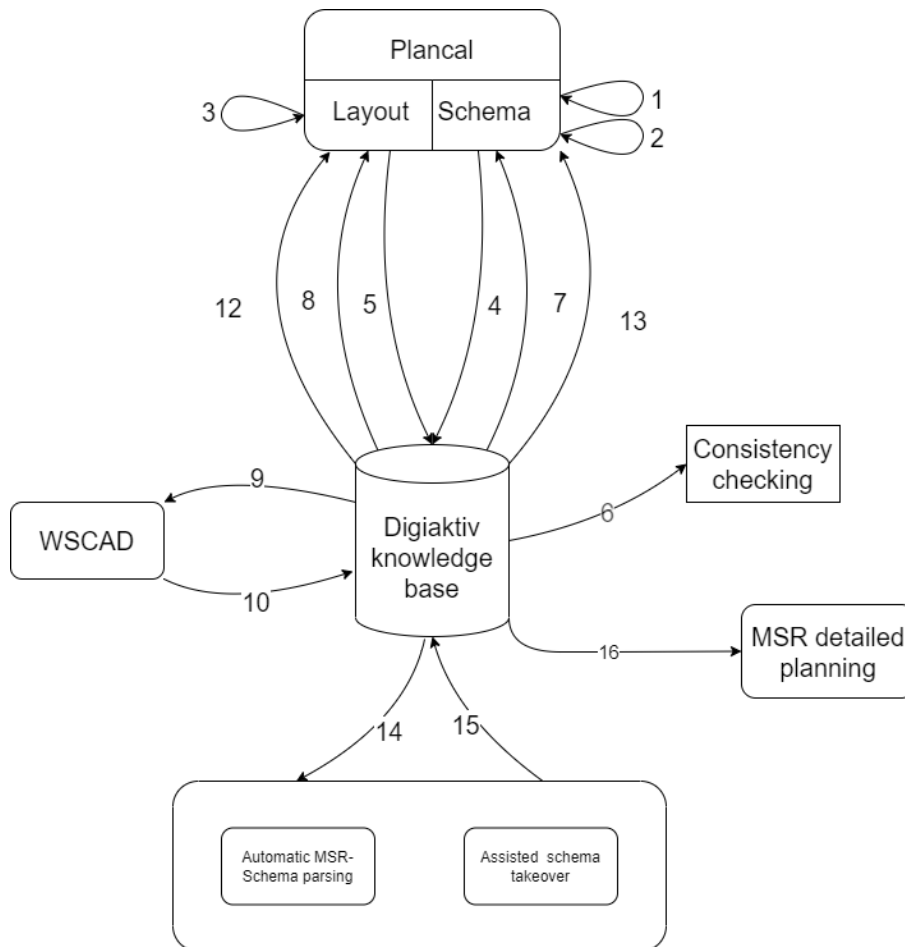 Plancal
3
Layout
Schema
1
2
12
8
5
4
7
13
Consistency
checking
9
6
WSCAD
Digiaktiv
knowledge
base
10
MSR detailed
planning
16
14
15
Automatic MSR-
Schema parsing
Assisted schema
takeover